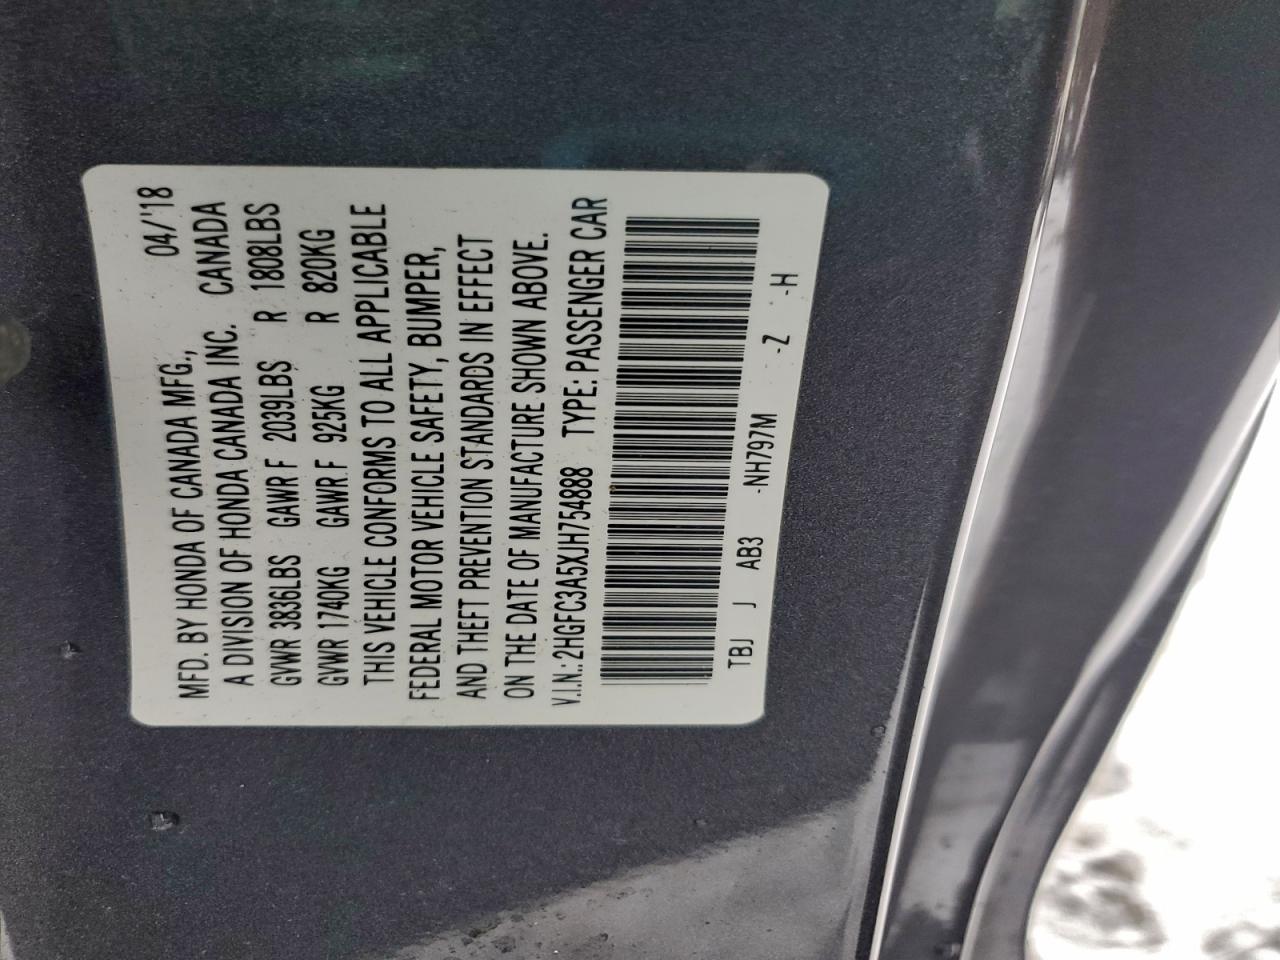 MFD. BY HONDA OF CANADA MFG., 04/'18
A DIVISION OF HONDA CANADA INC. CANADA
GVWR 3836LBS GAWR F 2039LBS R 1808LBS
GVWR 1740KG GAWR F 925KG R 820KG
THIS VEHICLE CONFORMS TO ALL APPLICABLE
FEDERAL MOTOR VEHICLE SAFETY, BUMPER,
AND THEFT PREVENTION STANDARDS IN EFFECT
ON THE DATE OF MANUFACTURE SHOWN ABOVE.
V.I.N.: 2HGFC3A5XJH754888 TYPE: PASSENGER CAR
TBJ J AB3 -NH797M -Z -H